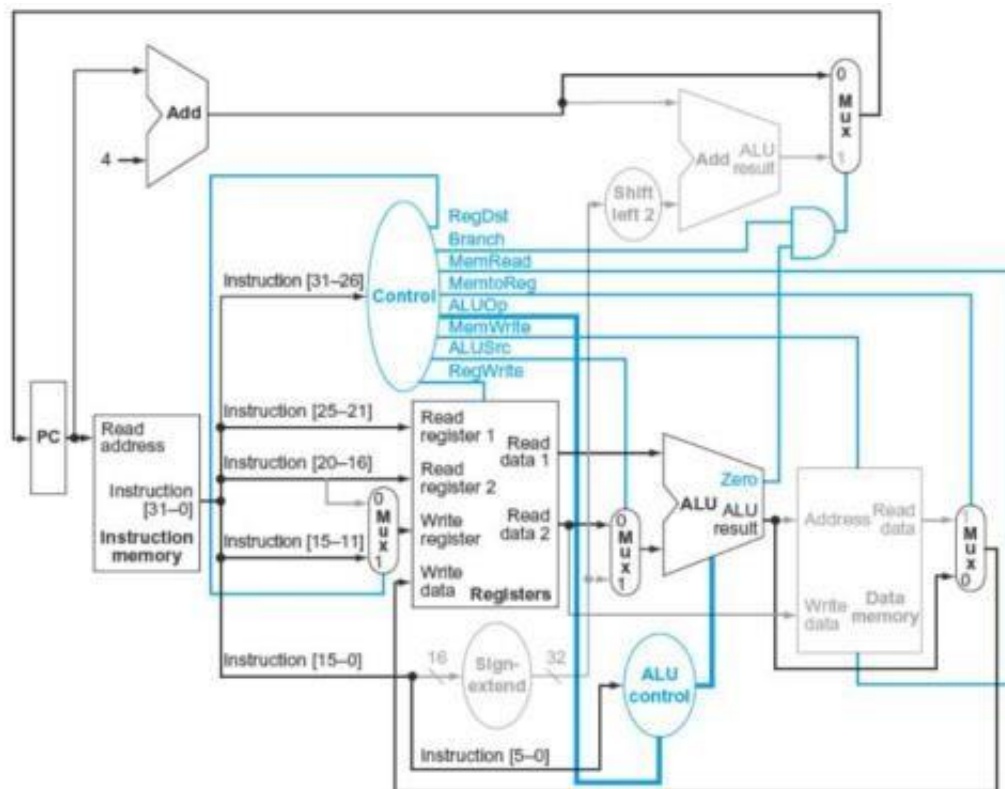 0
M
u
x
1
Add
4
Add
ALU
result
Shift
left 2
RegDst
Branch
MemRead
MemtoReg
ALUOp
MemWrite
ALUSrc
RegWrite
Control
Instruction [31–26]
PC
Read
address
Instruction
[31–0]
Instruction
memory
Instruction [25–21]
Instruction [20–16]
Instruction [15–11]
0
M
u
x
1
Read
register 1
Read
register 2
Write
register
Write
data
Read
data 1
Read
data 2
Registers
0
M
u
x
1
Zero
ALU
ALU
result
Address
Read
data
Write
data
Data
memory
1
M
u
x
0
Instruction [15–0]
16
Sign-
extend
32
ALU
control
Instruction [5–0]